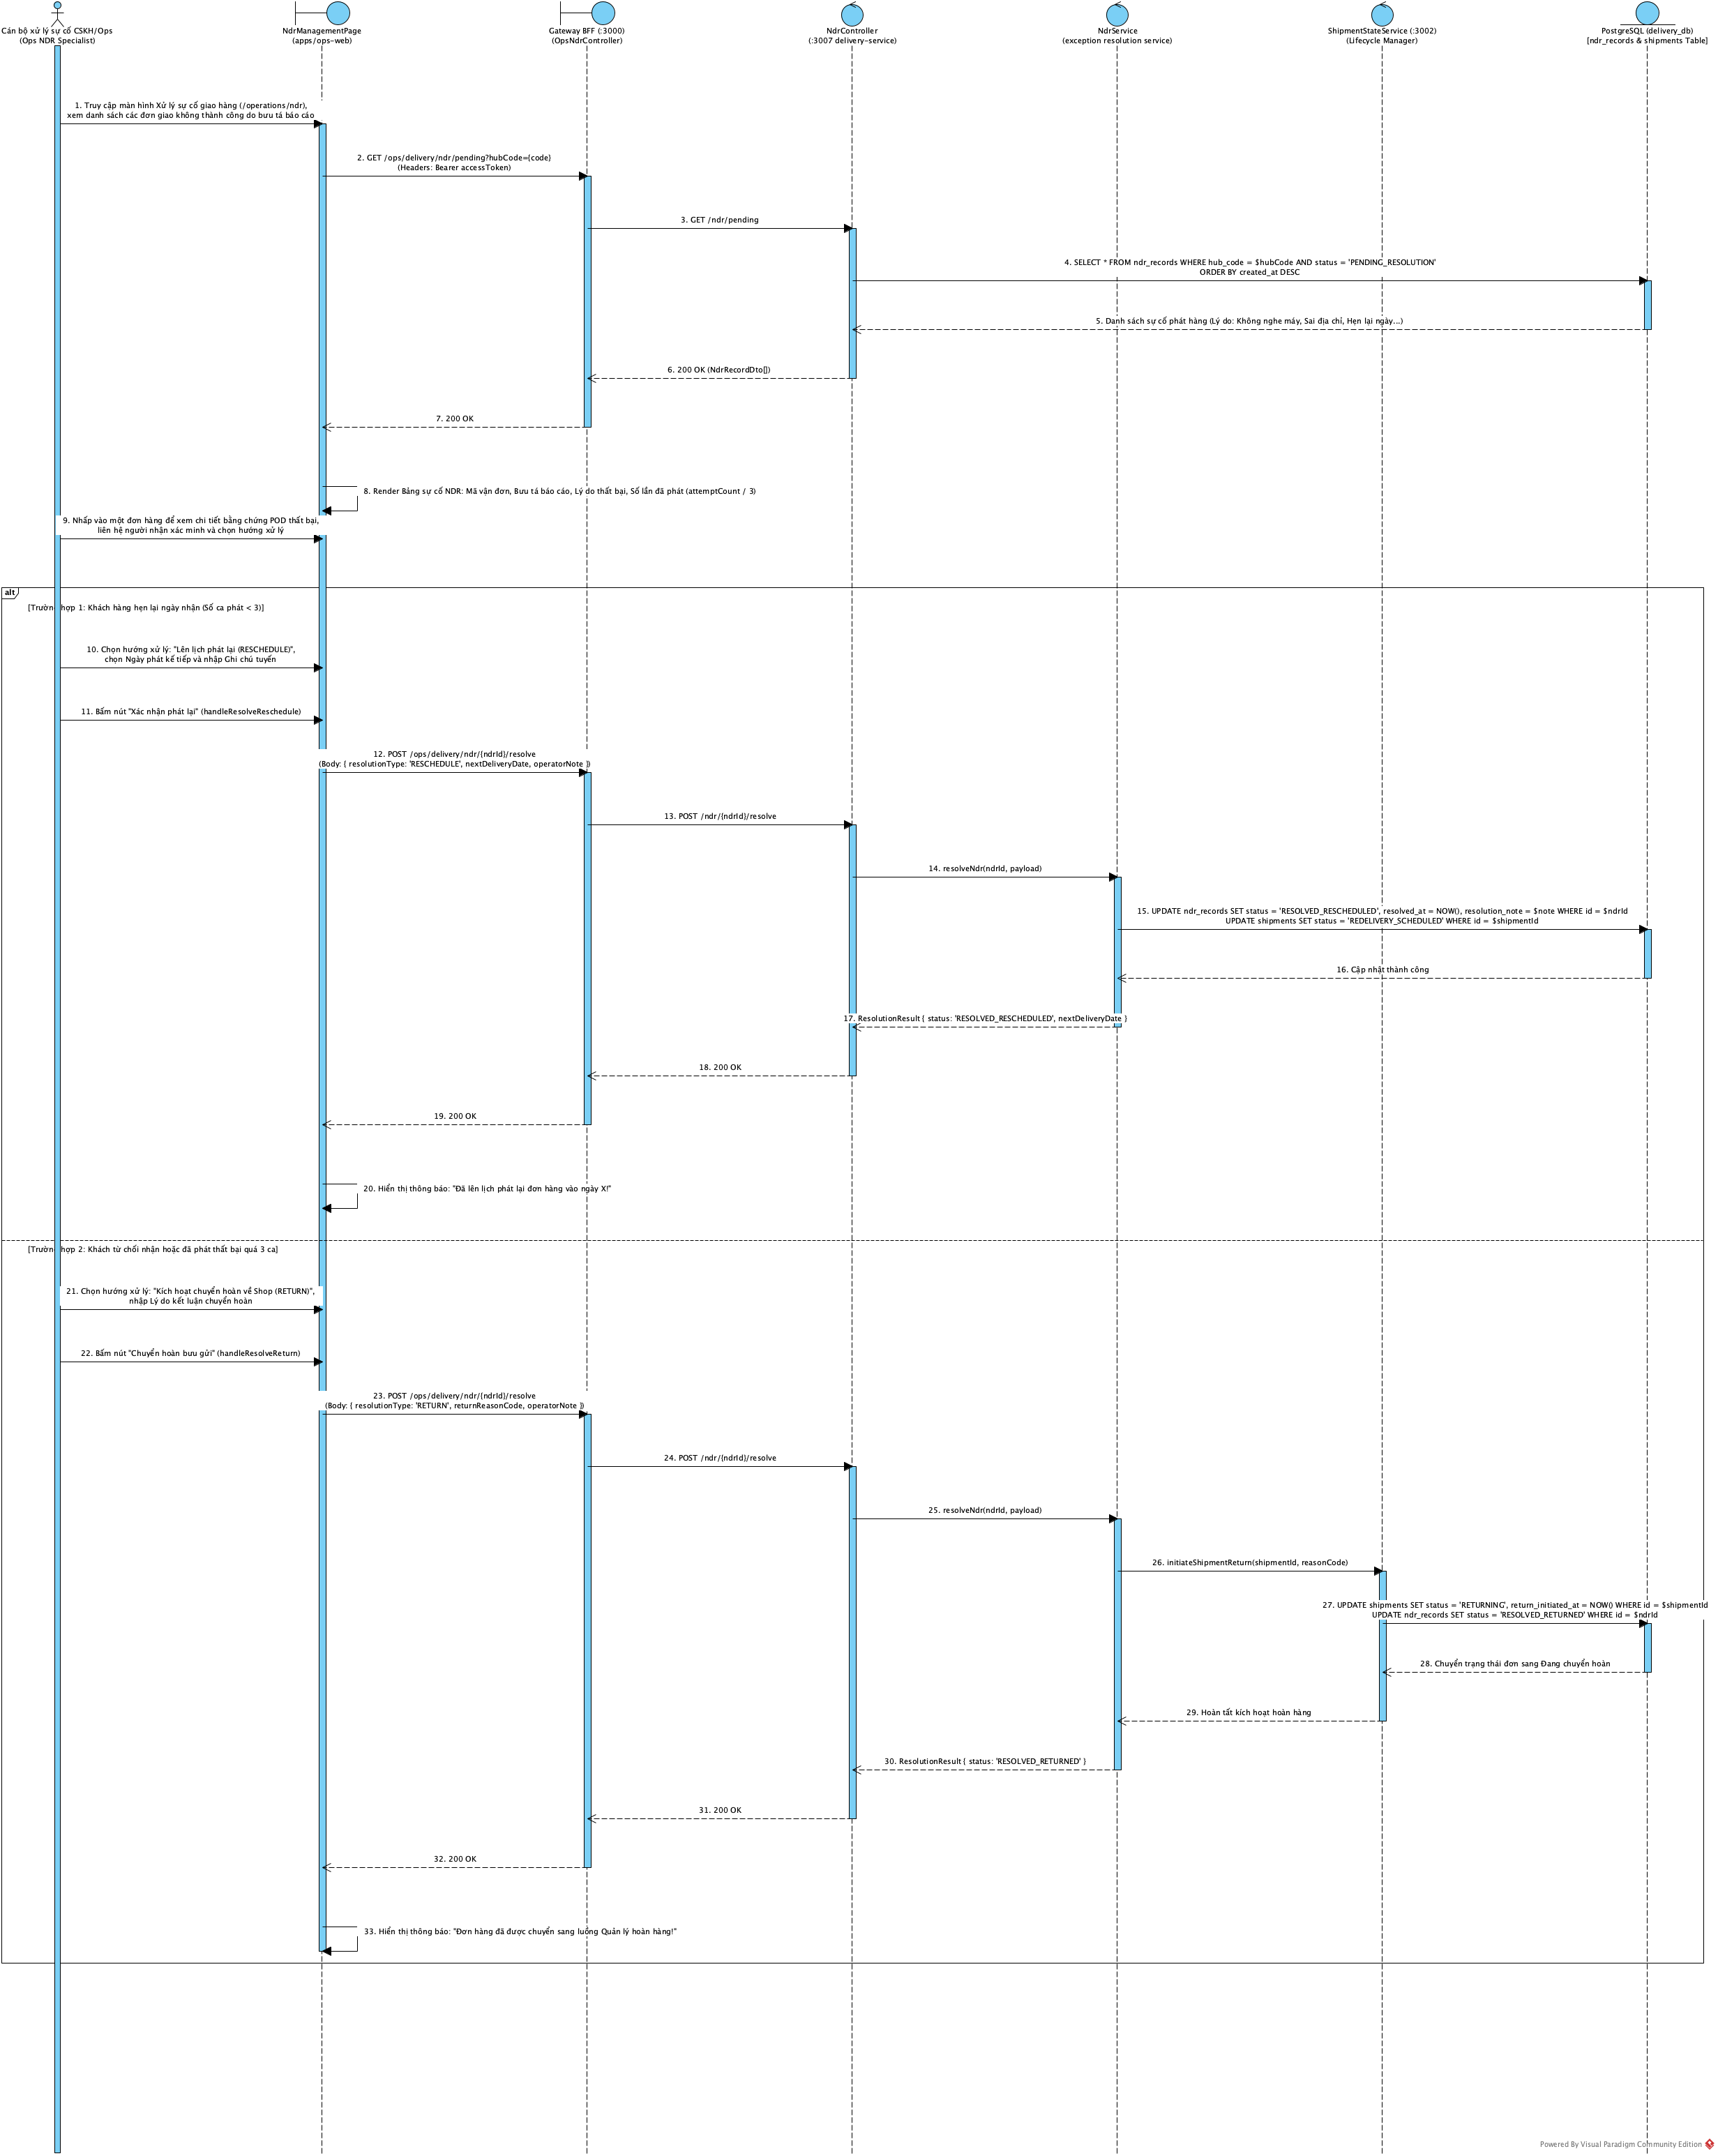 Cán bộ xử lý sự cố CSKH/Ops
(Ops NDR Specialist)
NdrManagementPage
(apps/ops-web)
Gateway BFF (:3000)
(OpsNdrController)
NdrController
(:3007 delivery-service)
NdrService
(exception resolution service)
ShipmentStateService (:3002)
(Lifecycle Manager)
PostgreSQL (delivery_db)
[ndr_records & shipments Table]
1. Truy cập màn hình Xử lý sự cố giao hàng (/operations/ndr),
xem danh sách các đơn giao không thành công do bưu tá báo cáo
2. GET /ops/delivery/ndr/pending?hubCode={code}
(Headers: Bearer accessToken)
3. GET /ndr/pending
4. SELECT * FROM ndr_records WHERE hub_code = $hubCode AND status = 'PENDING_RESOLUTION'
ORDER BY created_at DESC
5. Danh sách sự cố phát hàng (Lý do: Không nghe máy, Sai địa chỉ, Hẹn lại ngày...)
6. 200 OK (NdrRecordDto[])
7. 200 OK
8. Render Bảng sự cố NDR: Mã vận đơn, Bưu tá báo cáo, Lý do thất bại, Số lần đã phát (attemptCount / 3)
9. Nhấp vào một đơn hàng để xem chi tiết bằng chứng POD thất bại,
liên hệ người nhận xác minh và chọn hướng xử lý
alt
[Trường hợp 1: Khách hàng hẹn lại ngày nhận (Số ca phát < 3)]
10. Chọn hướng xử lý: "Lên lịch phát lại (RESCHEDULE)",
chọn Ngày phát kế tiếp và nhập Ghi chú tuyến
11. Bấm nút "Xác nhận phát lại" (handleResolveReschedule)
12. POST /ops/delivery/ndr/{ndrId}/resolve
(Body: { resolutionType: 'RESCHEDULE', nextDeliveryDate, operatorNote })
13. POST /ndr/{ndrId}/resolve
14. resolveNdr(ndrId, payload)
15. UPDATE ndr_records SET status = 'RESOLVED_RESCHEDULED', resolved_at = NOW(), resolution_note = $note WHERE id = $ndrId
UPDATE shipments SET status = 'REDELIVERY_SCHEDULED' WHERE id = $shipmentId
16. Cập nhật thành công
17. ResolutionResult { status: 'RESOLVED_RESCHEDULED', nextDeliveryDate }
18. 200 OK
19. 200 OK
20. Hiển thị thông báo: "Đã lên lịch phát lại đơn hàng vào ngày X!"
[Trường hợp 2: Khách từ chối nhận hoặc đã phát thất bại quá 3 ca]
21. Chọn hướng xử lý: "Kích hoạt chuyển hoàn về Shop (RETURN)",
nhập Lý do kết luận chuyển hoàn
22. Bấm nút "Chuyển hoàn bưu gửi" (handleResolveReturn)
23. POST /ops/delivery/ndr/{ndrId}/resolve
(Body: { resolutionType: 'RETURN', returnReasonCode, operatorNote })
24. POST /ndr/{ndrId}/resolve
25. resolveNdr(ndrId, payload)
26. initiateShipmentReturn(shipmentId, reasonCode)
27. UPDATE shipments SET status = 'RETURNING', return_initiated_at = NOW() WHERE id = $shipmentId
UPDATE ndr_records SET status = 'RESOLVED_RETURNED' WHERE id = $ndrId
28. Chuyển trạng thái đơn sang Đang chuyển hoàn
29. Hoàn tất kích hoạt hoàn hàng
30. ResolutionResult { status: 'RESOLVED_RETURNED' }
31. 200 OK
32. 200 OK
33. Hiển thị thông báo: "Đơn hàng đã được chuyển sang luồng Quản lý hoàn hàng!"
Powered By Visual Paradigm Community Edition